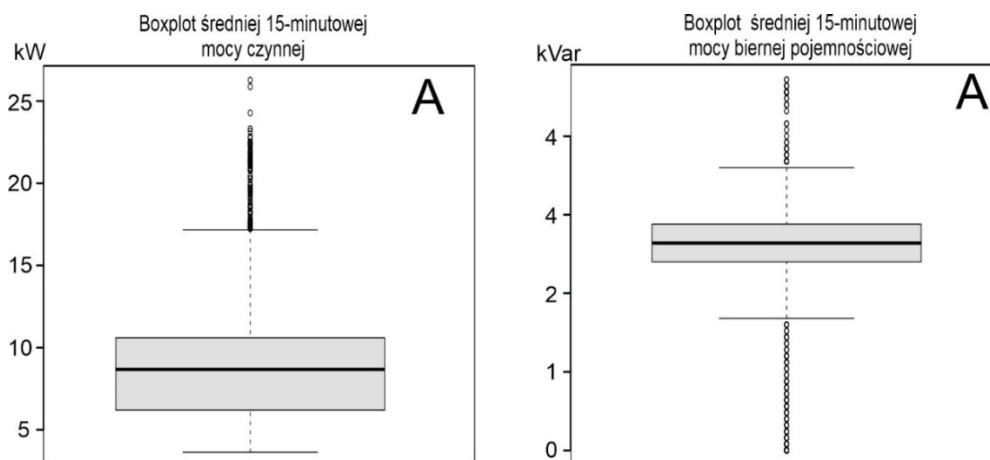 Boxplot średniej 15-minutowej
mocy czynnej
kW
A
25
20
15
10
5
Boxplot średniej 15-minutowej
mocy biernej pojemnościowej
kVar
A
4
4
2
1
0